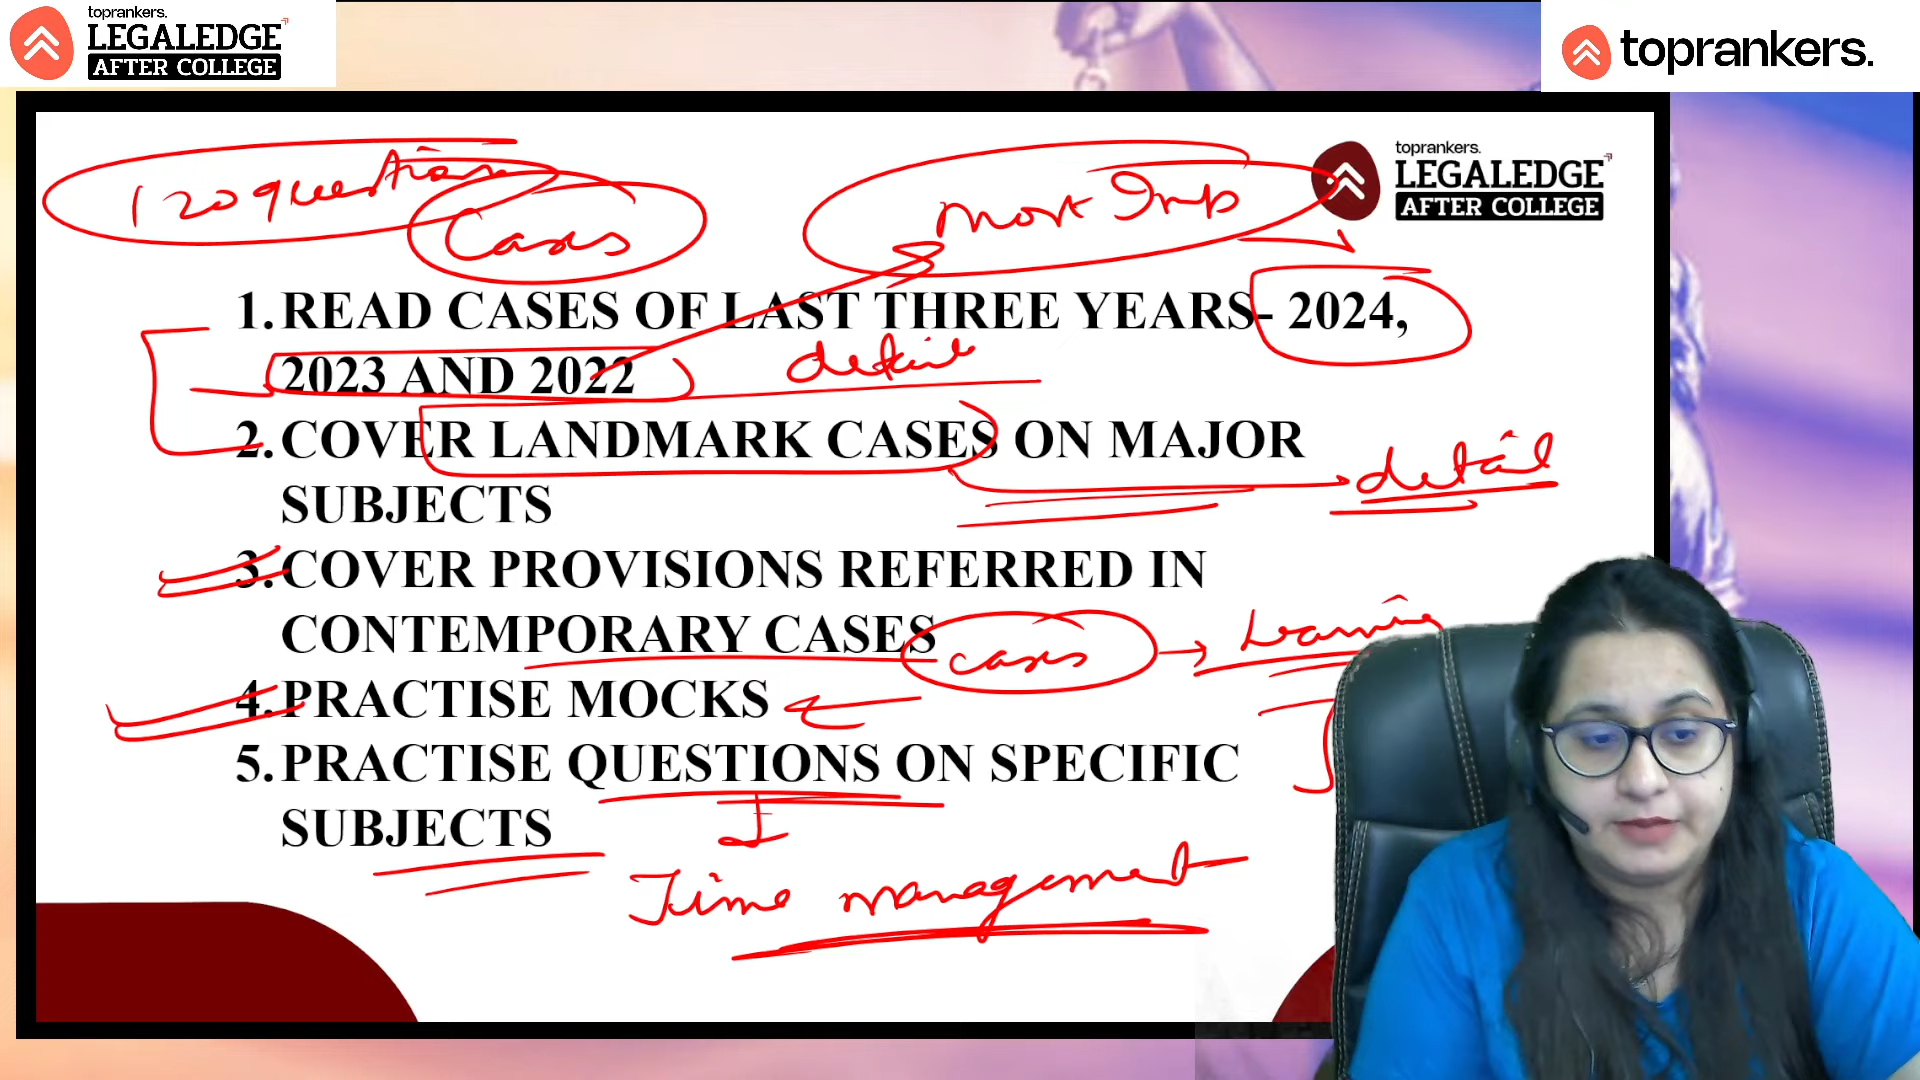 toprankers.
LEGALEDGE
AFTER COLLEGE
toprankers.
toprankers.
LEGALEDGE
AFTER COLLEGE
120 questions
Cases
most Imp
1. READ CASES OF LAST THREE YEARS- 2024,
2023 AND 2022
detail
2. COVER LANDMARK CASES ON MAJOR
SUBJECTS
detail
3. COVER PROVISIONS REFERRED IN
CONTEMPORARY CASES
cases
Learning
4. PRACTISE MOCKS
5. PRACTISE QUESTIONS ON SPECIFIC
SUBJECTS
Time management